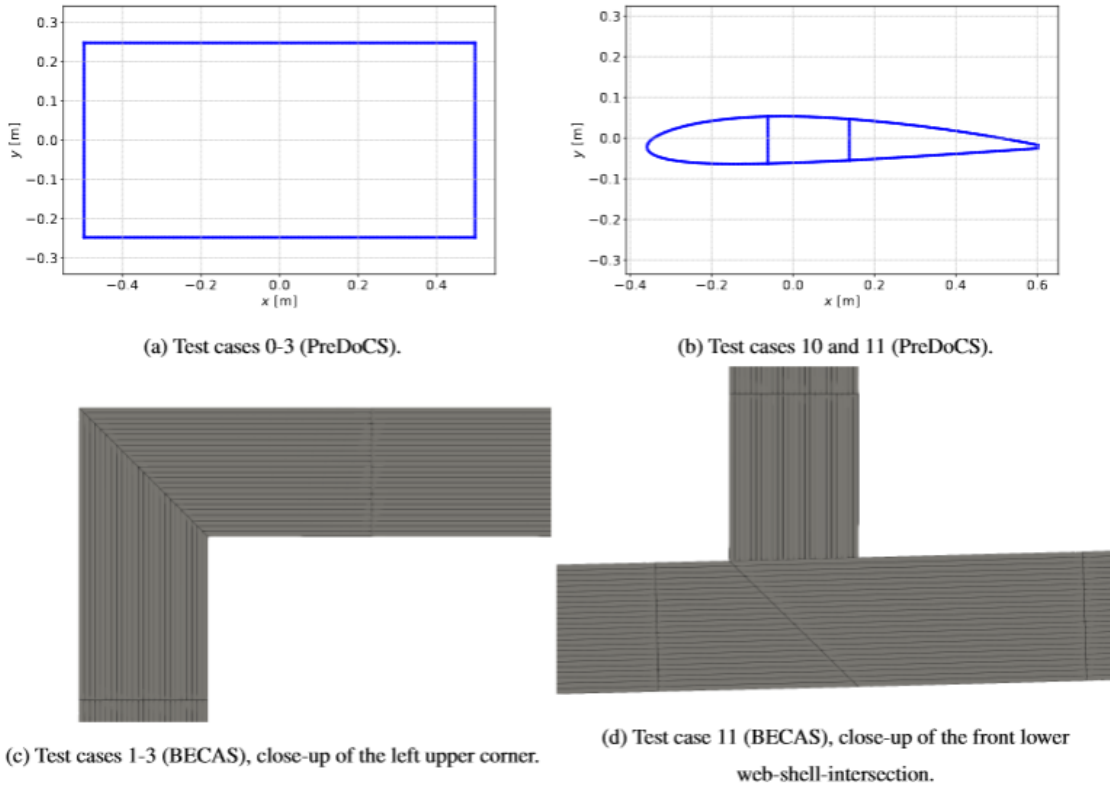 0.3
0.2
0.1
0.0
−0.1
−0.2
−0.3
y [m]
−0.4
−0.2
0.0
0.2
0.4
x [m]
(a) Test cases 0-3 (PreDoCS).
0.3
0.2
0.1
0.0
−0.1
−0.2
−0.3
y [m]
−0.4
−0.2
0.0
0.2
0.4
0.6
x [m]
(b) Test cases 10 and 11 (PreDoCS).
(c) Test cases 1-3 (BECAS), close-up of the left upper corner.
(d) Test case 11 (BECAS), close-up of the front lower
web-shell-intersection.